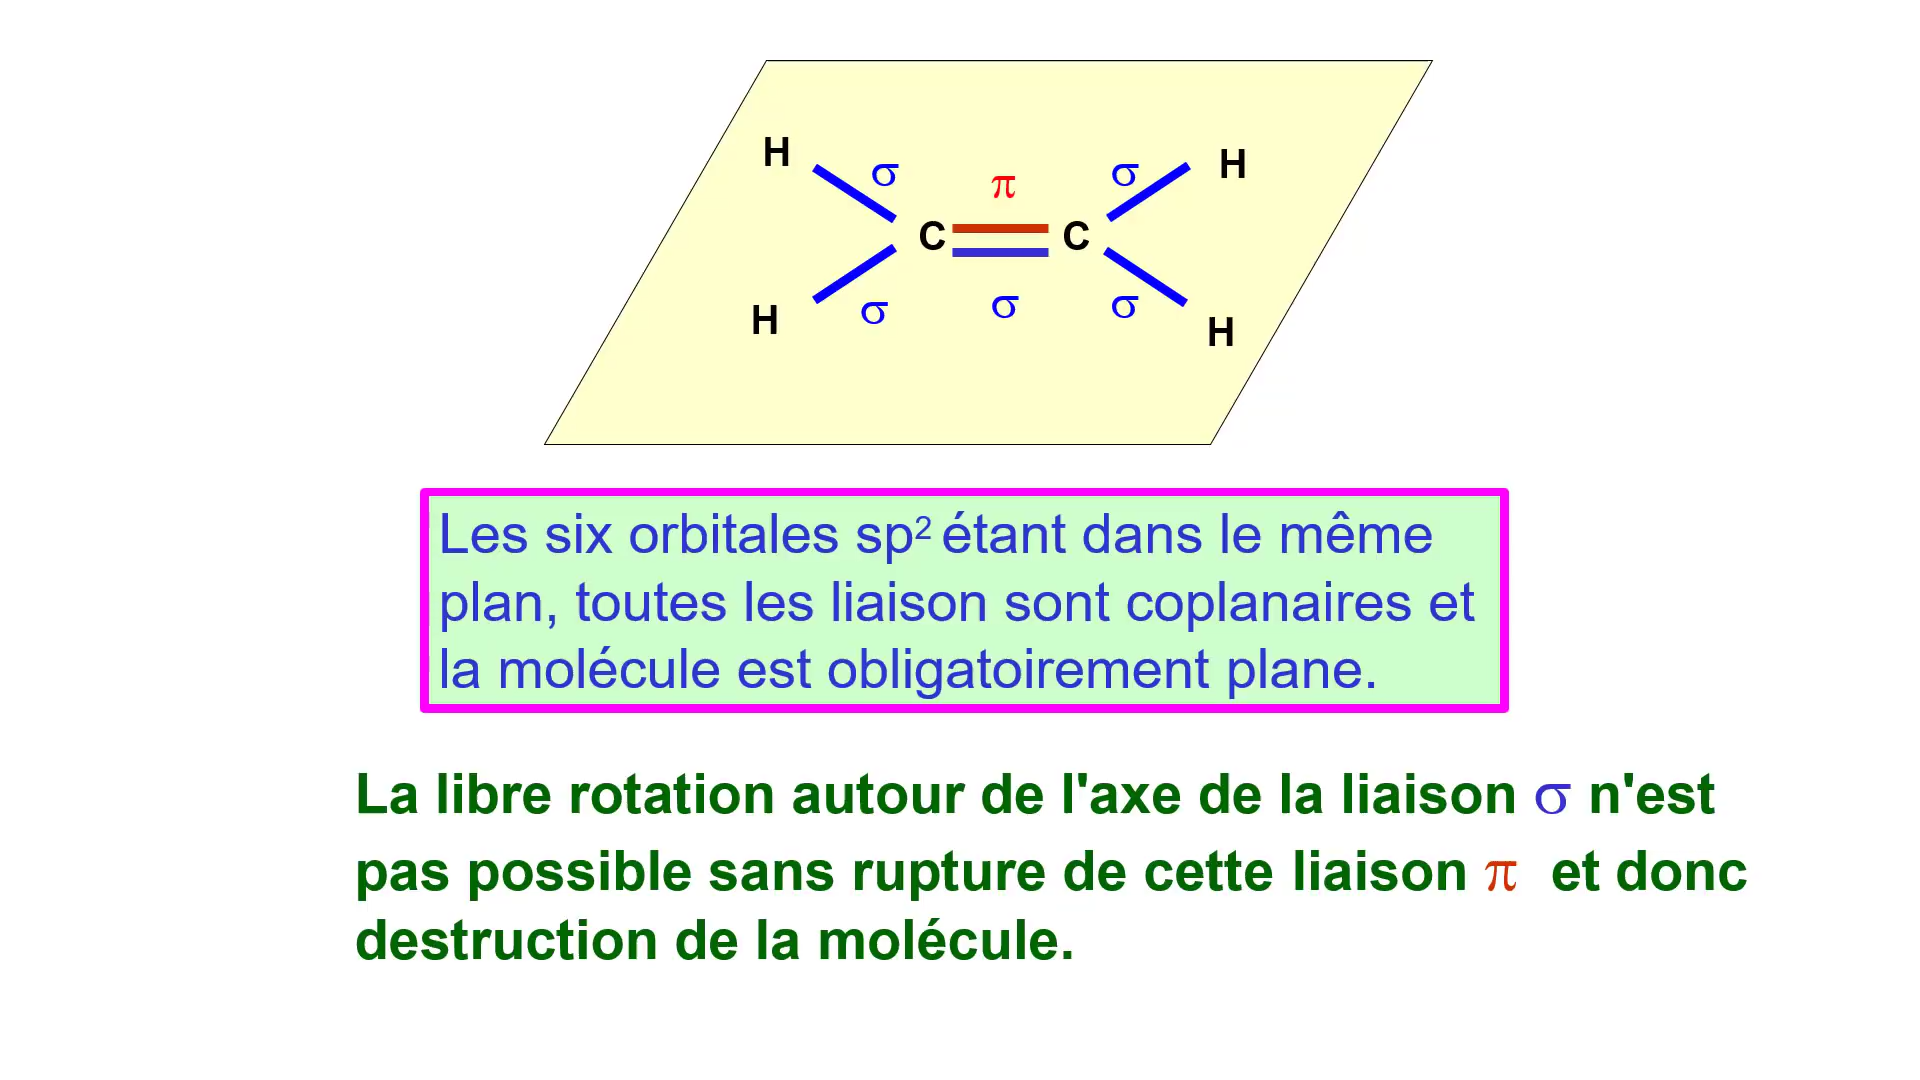 H σ π σ H
C C
H σ σ σ H
Les six orbitales sp² étant dans le même
plan, toutes les liaison sont coplanaires et
la molécule est obligatoirement plane.
La libre rotation autour de l'axe de la liaison σ n'est
pas possible sans rupture de cette liaison π et donc
destruction de la molécule.